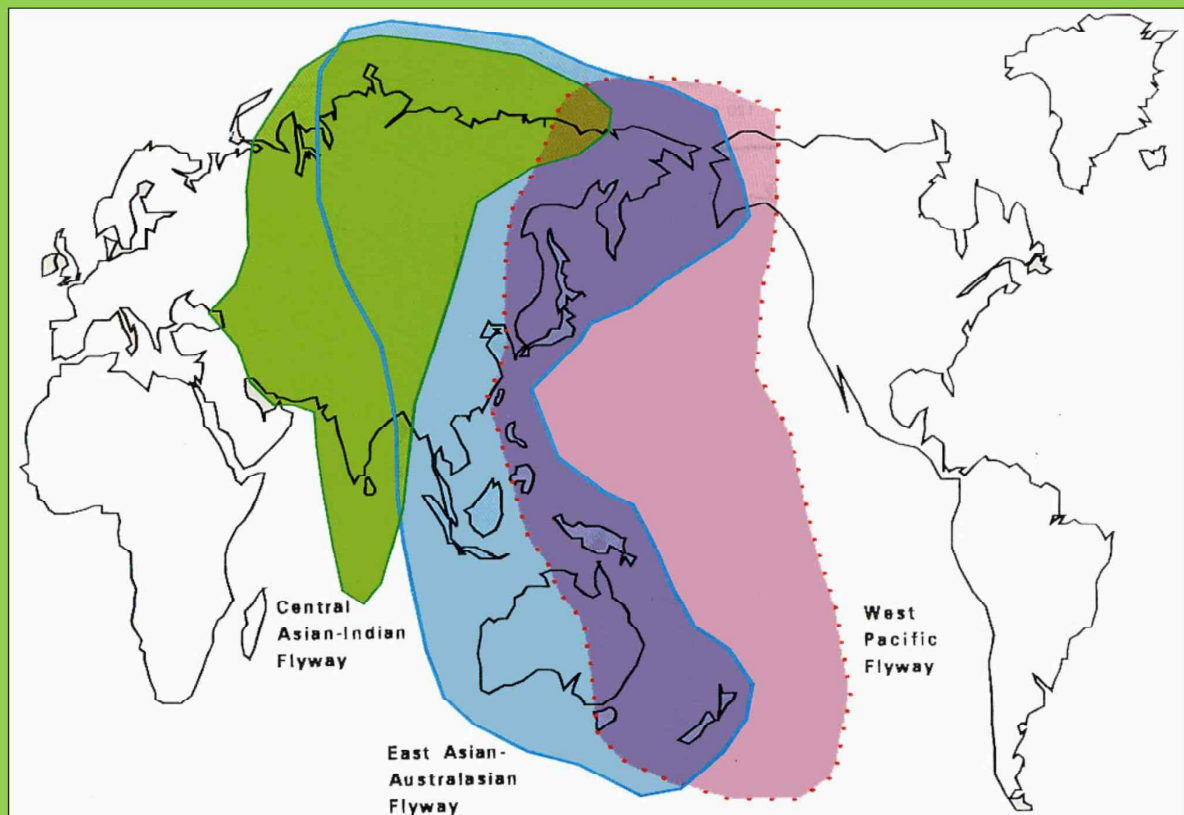 Central
Asian-Indian
Flyway
East Asian-
Australasian
Flyway
West
Pacific
Flyway